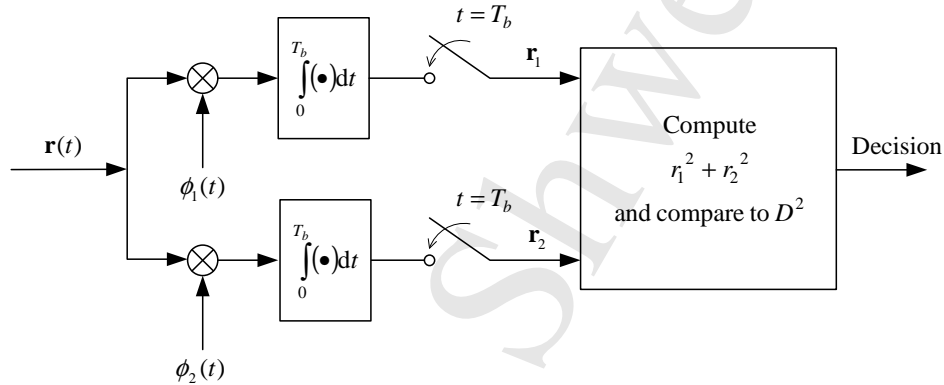 t = T_b
T_b
∫(•)dt
0
r_1
r(t)
ϕ_1(t)
Compute
r_1^2 + r_2^2
and compare to D^2
Decision
t = T_b
T_b
∫(•)dt
0
r_2
ϕ_2(t)
Shwe